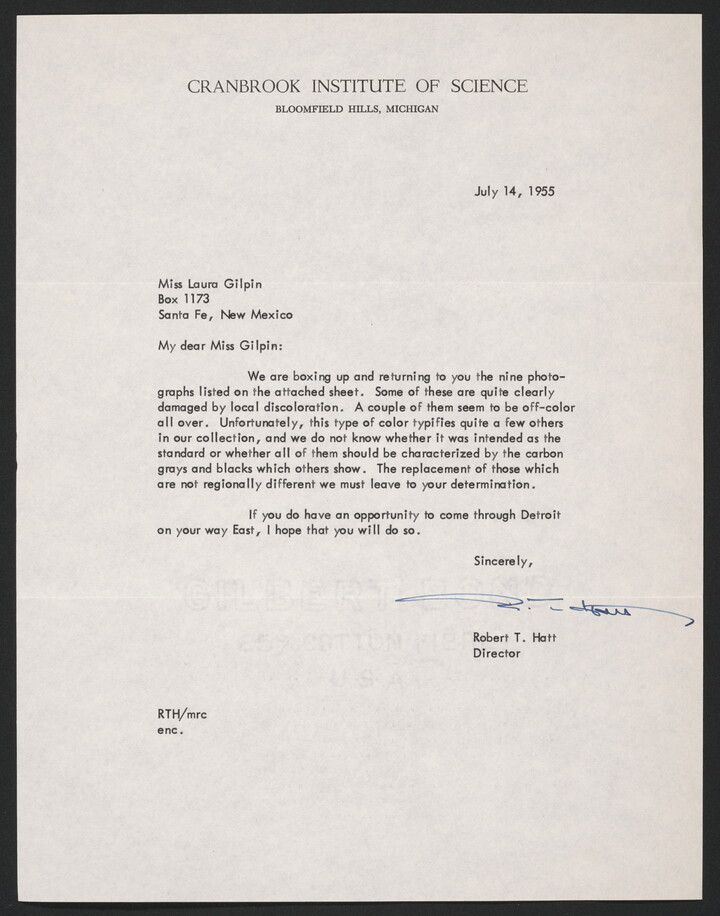 CRANBROOK INSTITUTE OF SCIENCE
BLOOMFIELD HILLS, MICHIGAN
July 14, 1955
Miss Laura Gilpin
Box 1173
Santa Fe, New Mexico
My dear Miss Gilpin:
We are boxing up and returning to you the nine photo-
graphs listed on the attached sheet. Some of these are quite clearly
damaged by local discoloration. A couple of them seem to be off-color
all over. Unfortunately, this type of color typifies quite a few others
in our collection, and we do not know whether it was intended as the
standard or whether all of them should be characterized by the carbon
grays and blacks which others show. The replacement of those which
are not regionally different we must leave to your determination.
If you do have an opportunity to come through Detroit
on your way East, I hope that you will do so.
Sincerely,
R. T. Hatt
Robert T. Hatt
Director
RTH/mrc
enc.